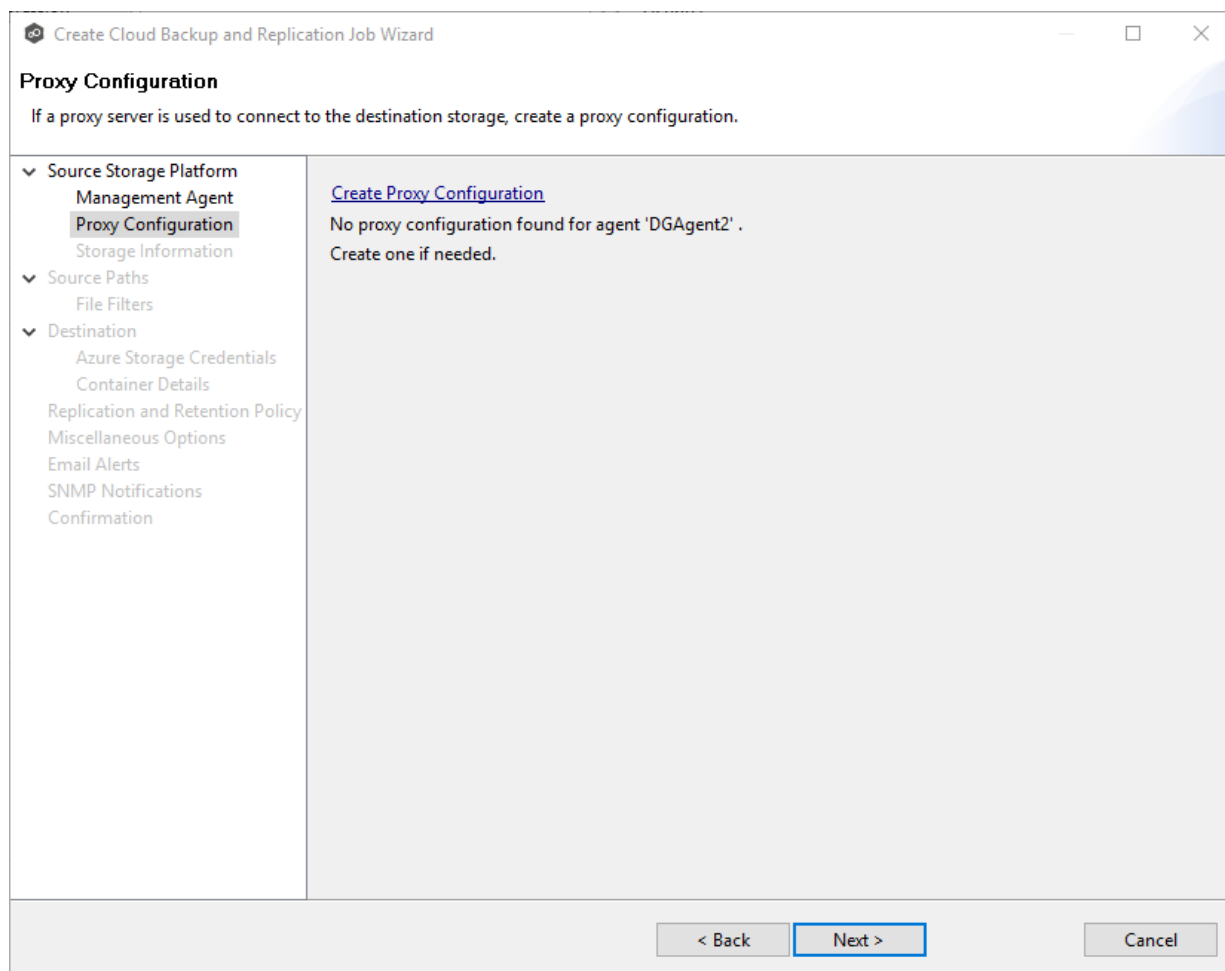 Create Cloud Backup and Replication Job Wizard
Proxy Configuration
If a proxy server is used to connect to the destination storage, create a proxy configuration.
Source Storage Platform
Management Agent
Proxy Configuration
Storage Information
Source Paths
File Filters
Destination
Azure Storage Credentials
Container Details
Replication and Retention Policy
Miscellaneous Options
Email Alerts
SNMP Notifications
Confirmation
Create Proxy Configuration
No proxy configuration found for agent 'DGAgent2' .
Create one if needed.
< Back
Next >
Cancel